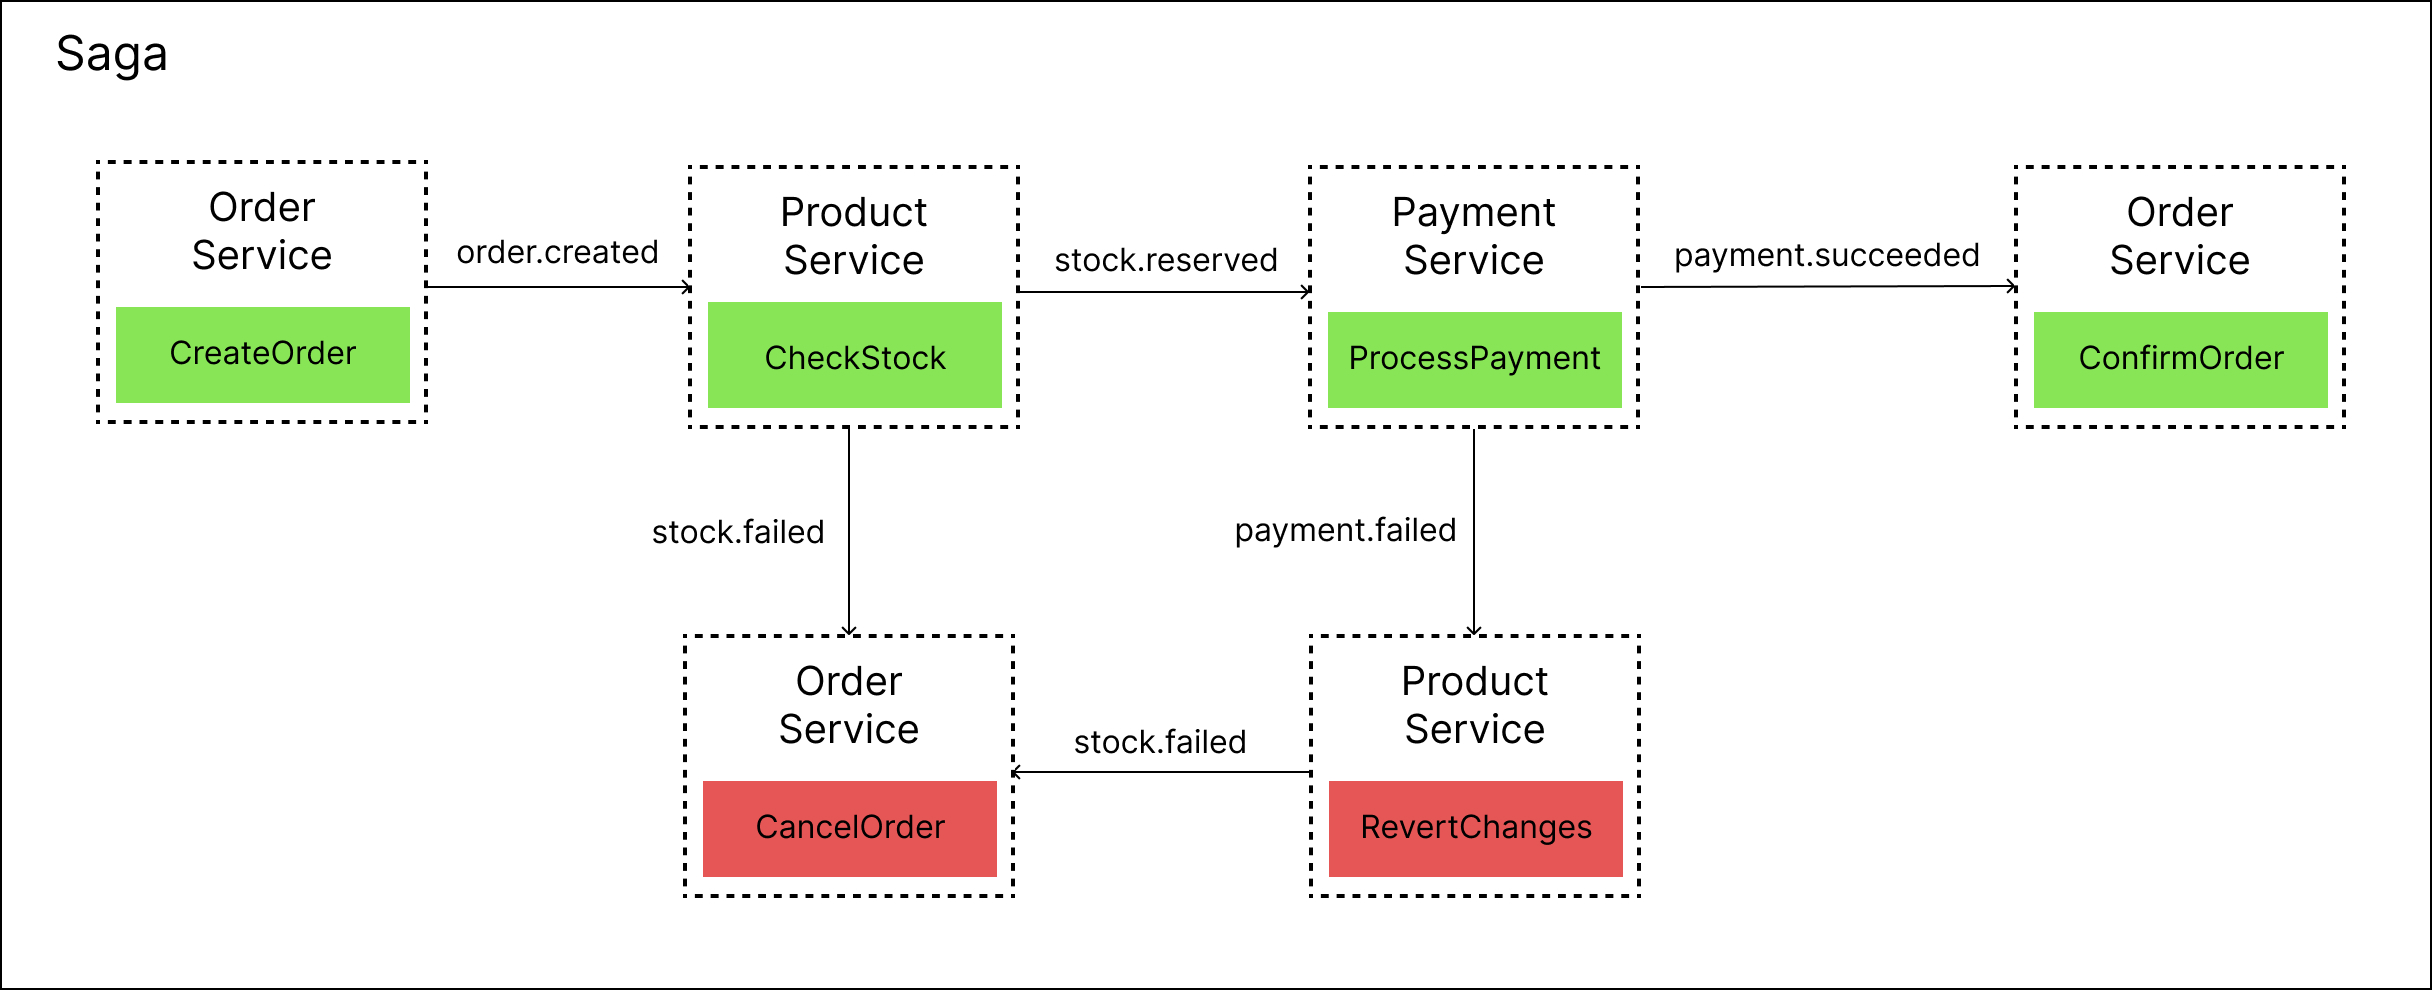 Saga
Order
Service
CreateOrder
order.created
Product
Service
CheckStock
stock.reserved
Payment
Service
ProcessPayment
payment.succeeded
Order
Service
ConfirmOrder
stock.failed
payment.failed
Order
Service
CancelOrder
stock.failed
Product
Service
RevertChanges